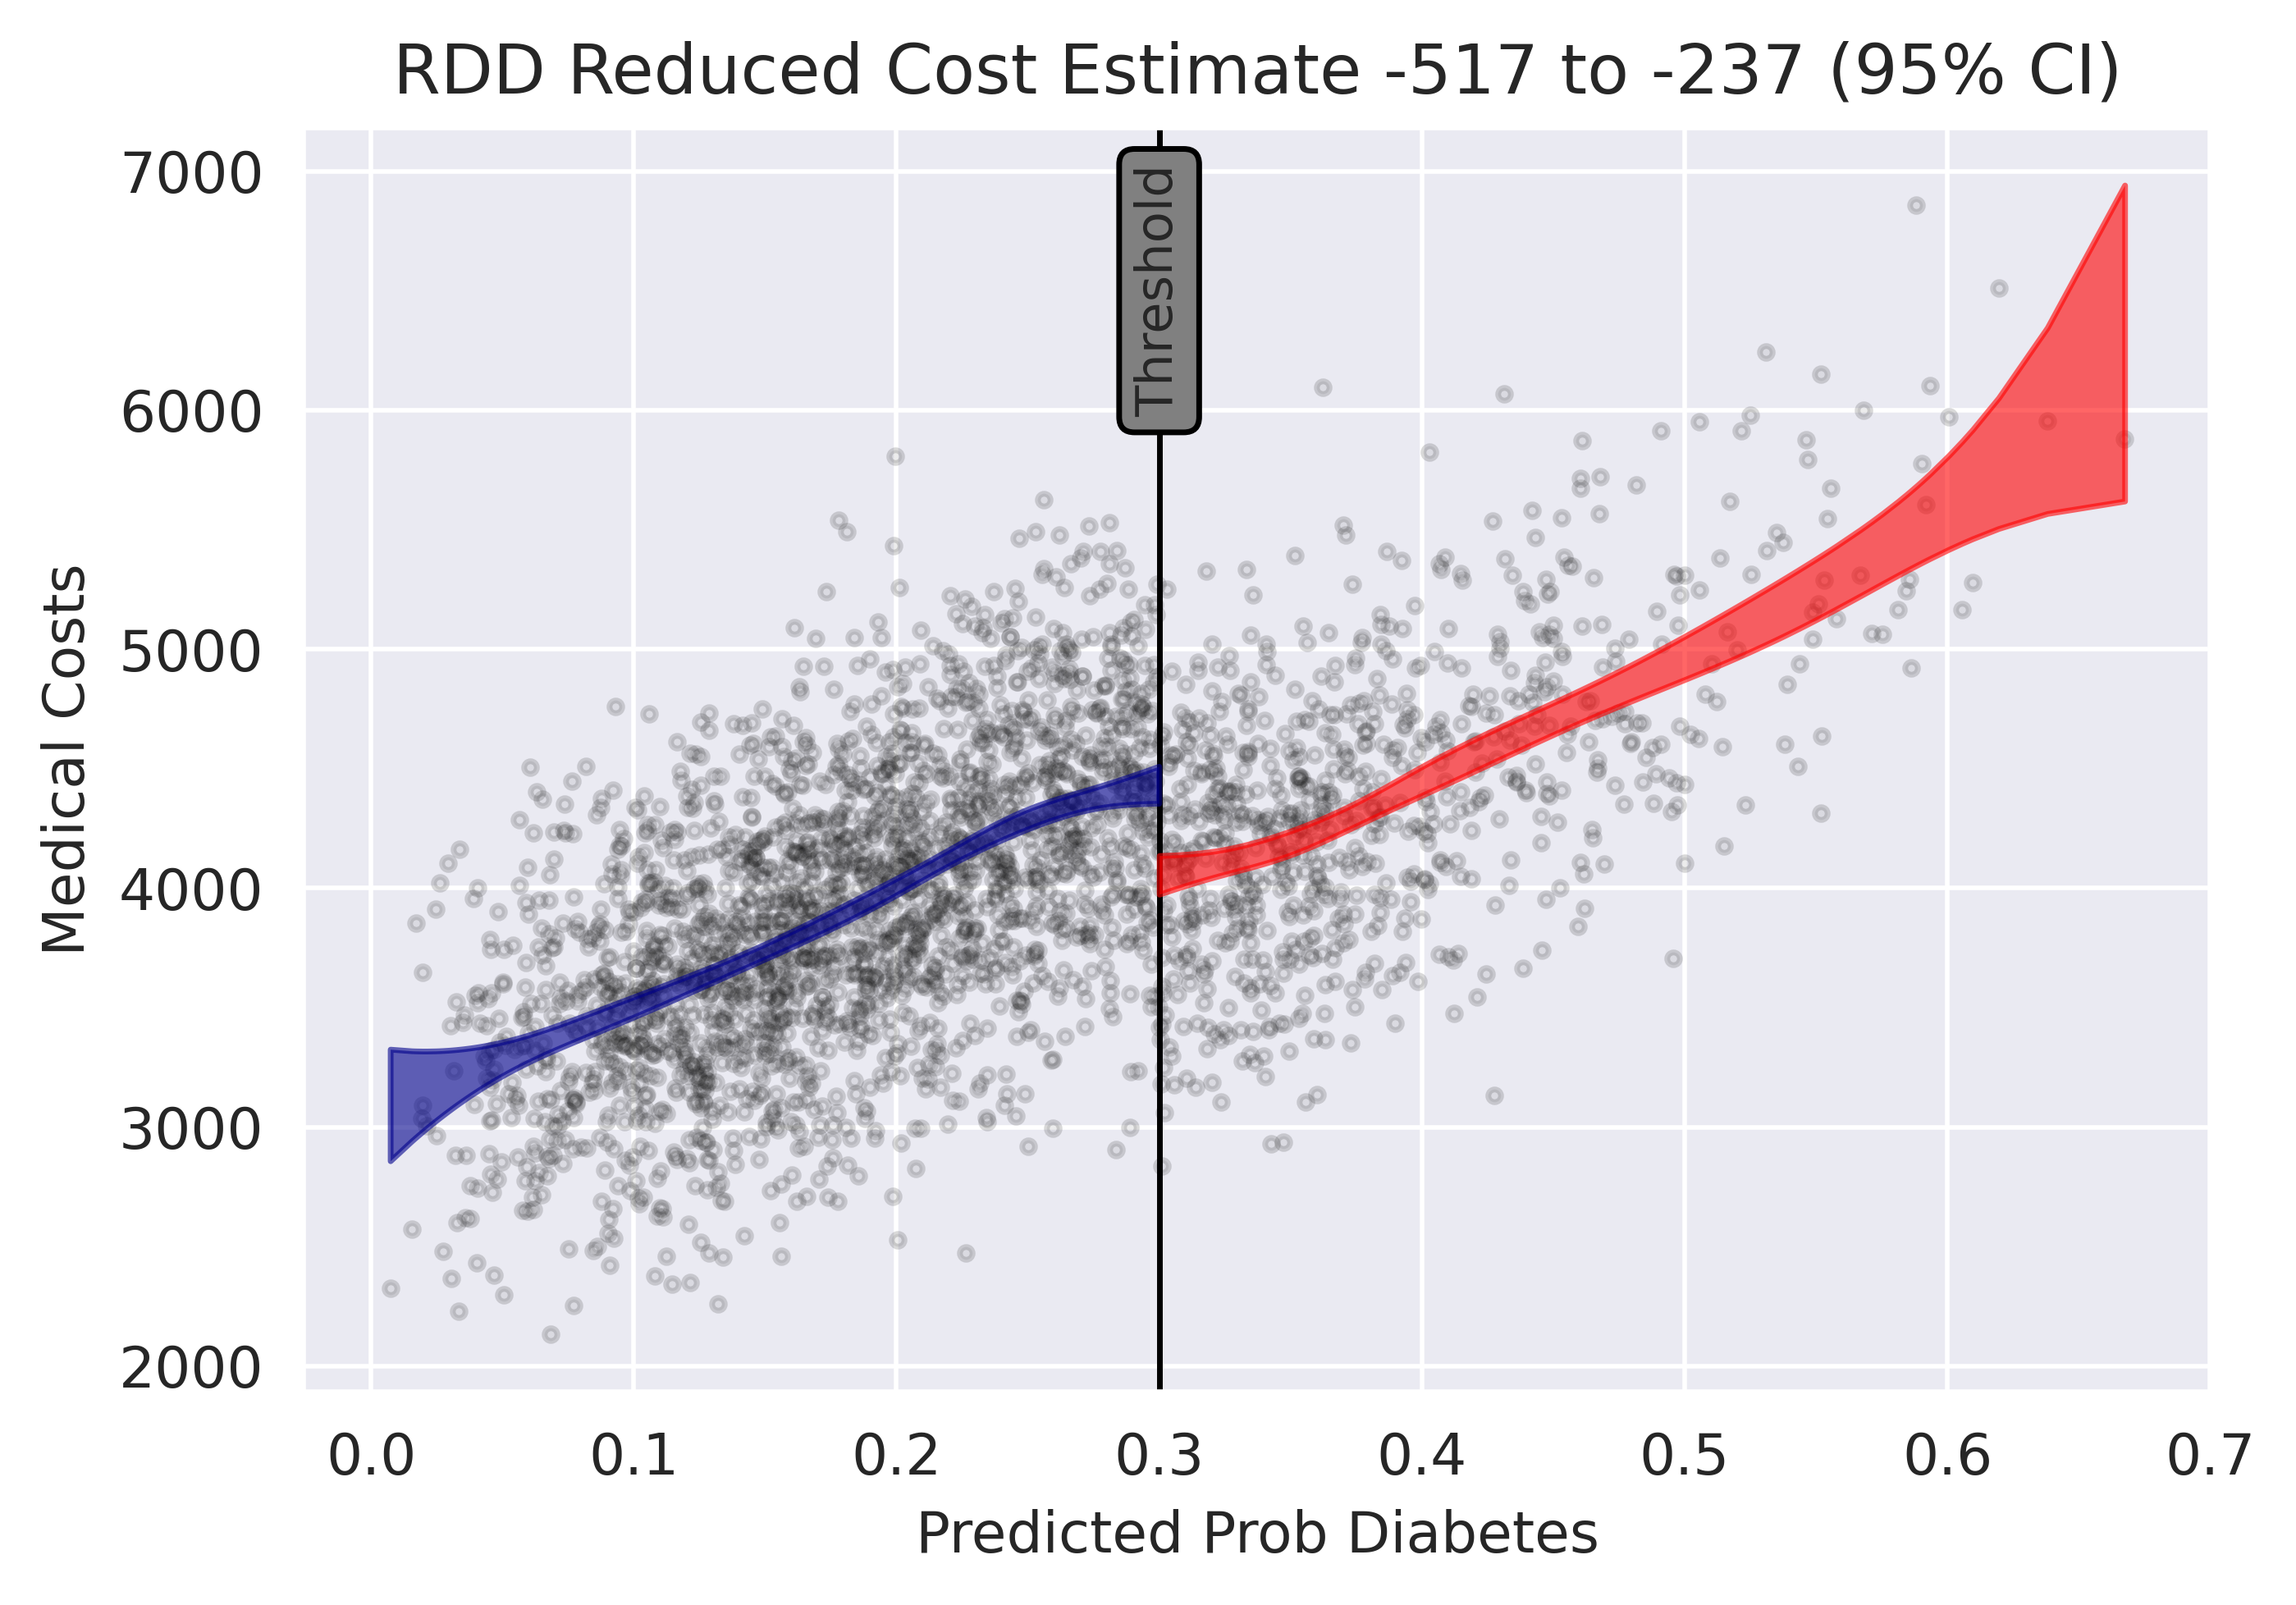 RDD Reduced Cost Estimate -517 to -237 (95% CI)
7000
6000
5000
4000
3000
2000
Medical Costs
Threshold
0.0 0.1 0.2 0.3 0.4 0.5 0.6 0.7
Predicted Prob Diabetes